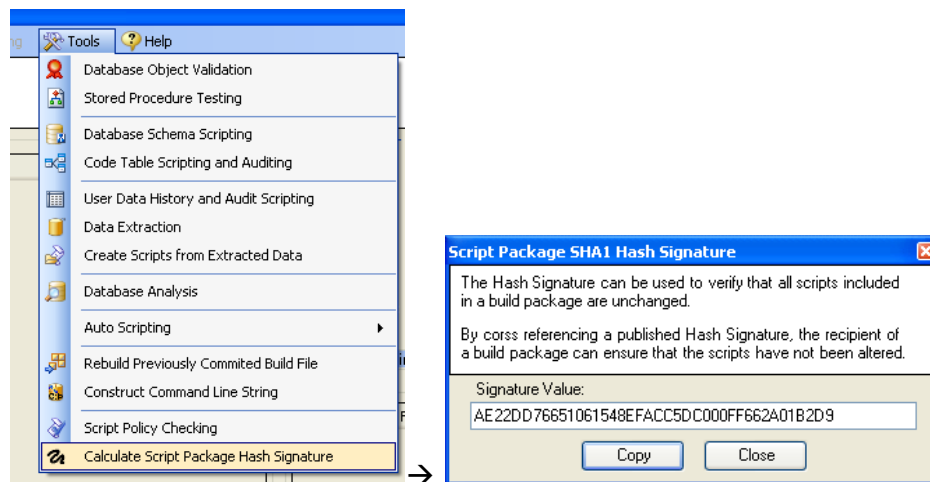 Tools Help
Database Object Validation
Stored Procedure Testing
Database Schema Scripting
Code Table Scripting and Auditing
User Data History and Audit Scripting
Data Extraction
Create Scripts from Extracted Data
Database Analysis
Auto Scripting
Rebuild Previously Commited Build File
Construct Command Line String
Script Policy Checking
Calculate Script Package Hash Signature
Script Package SHA1 Hash Signature
The Hash Signature can be used to verify that all scripts included
in a build package are unchanged.
By corss referencing a published Hash Signature, the recipient of
a build package can ensure that the scripts have not been altered.
Signature Value:
AE22DD76651061548EFACC5DC000FF662A01B2D9
Copy Close